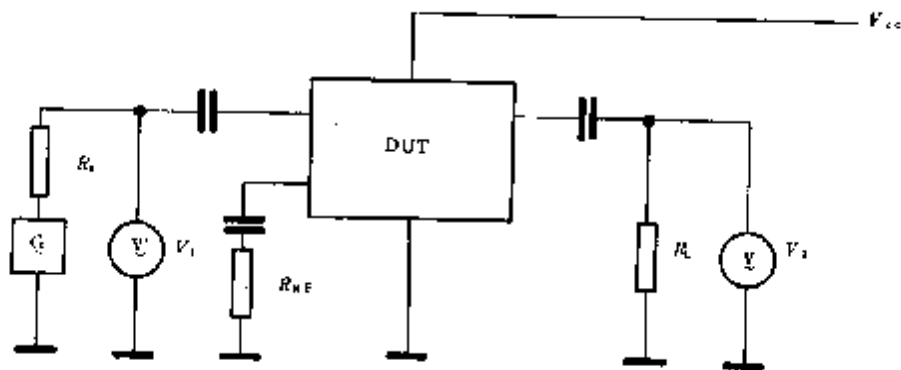 V_cc
DUT
R_s
G
V
V_1
R_NF
R_L
V
V_2